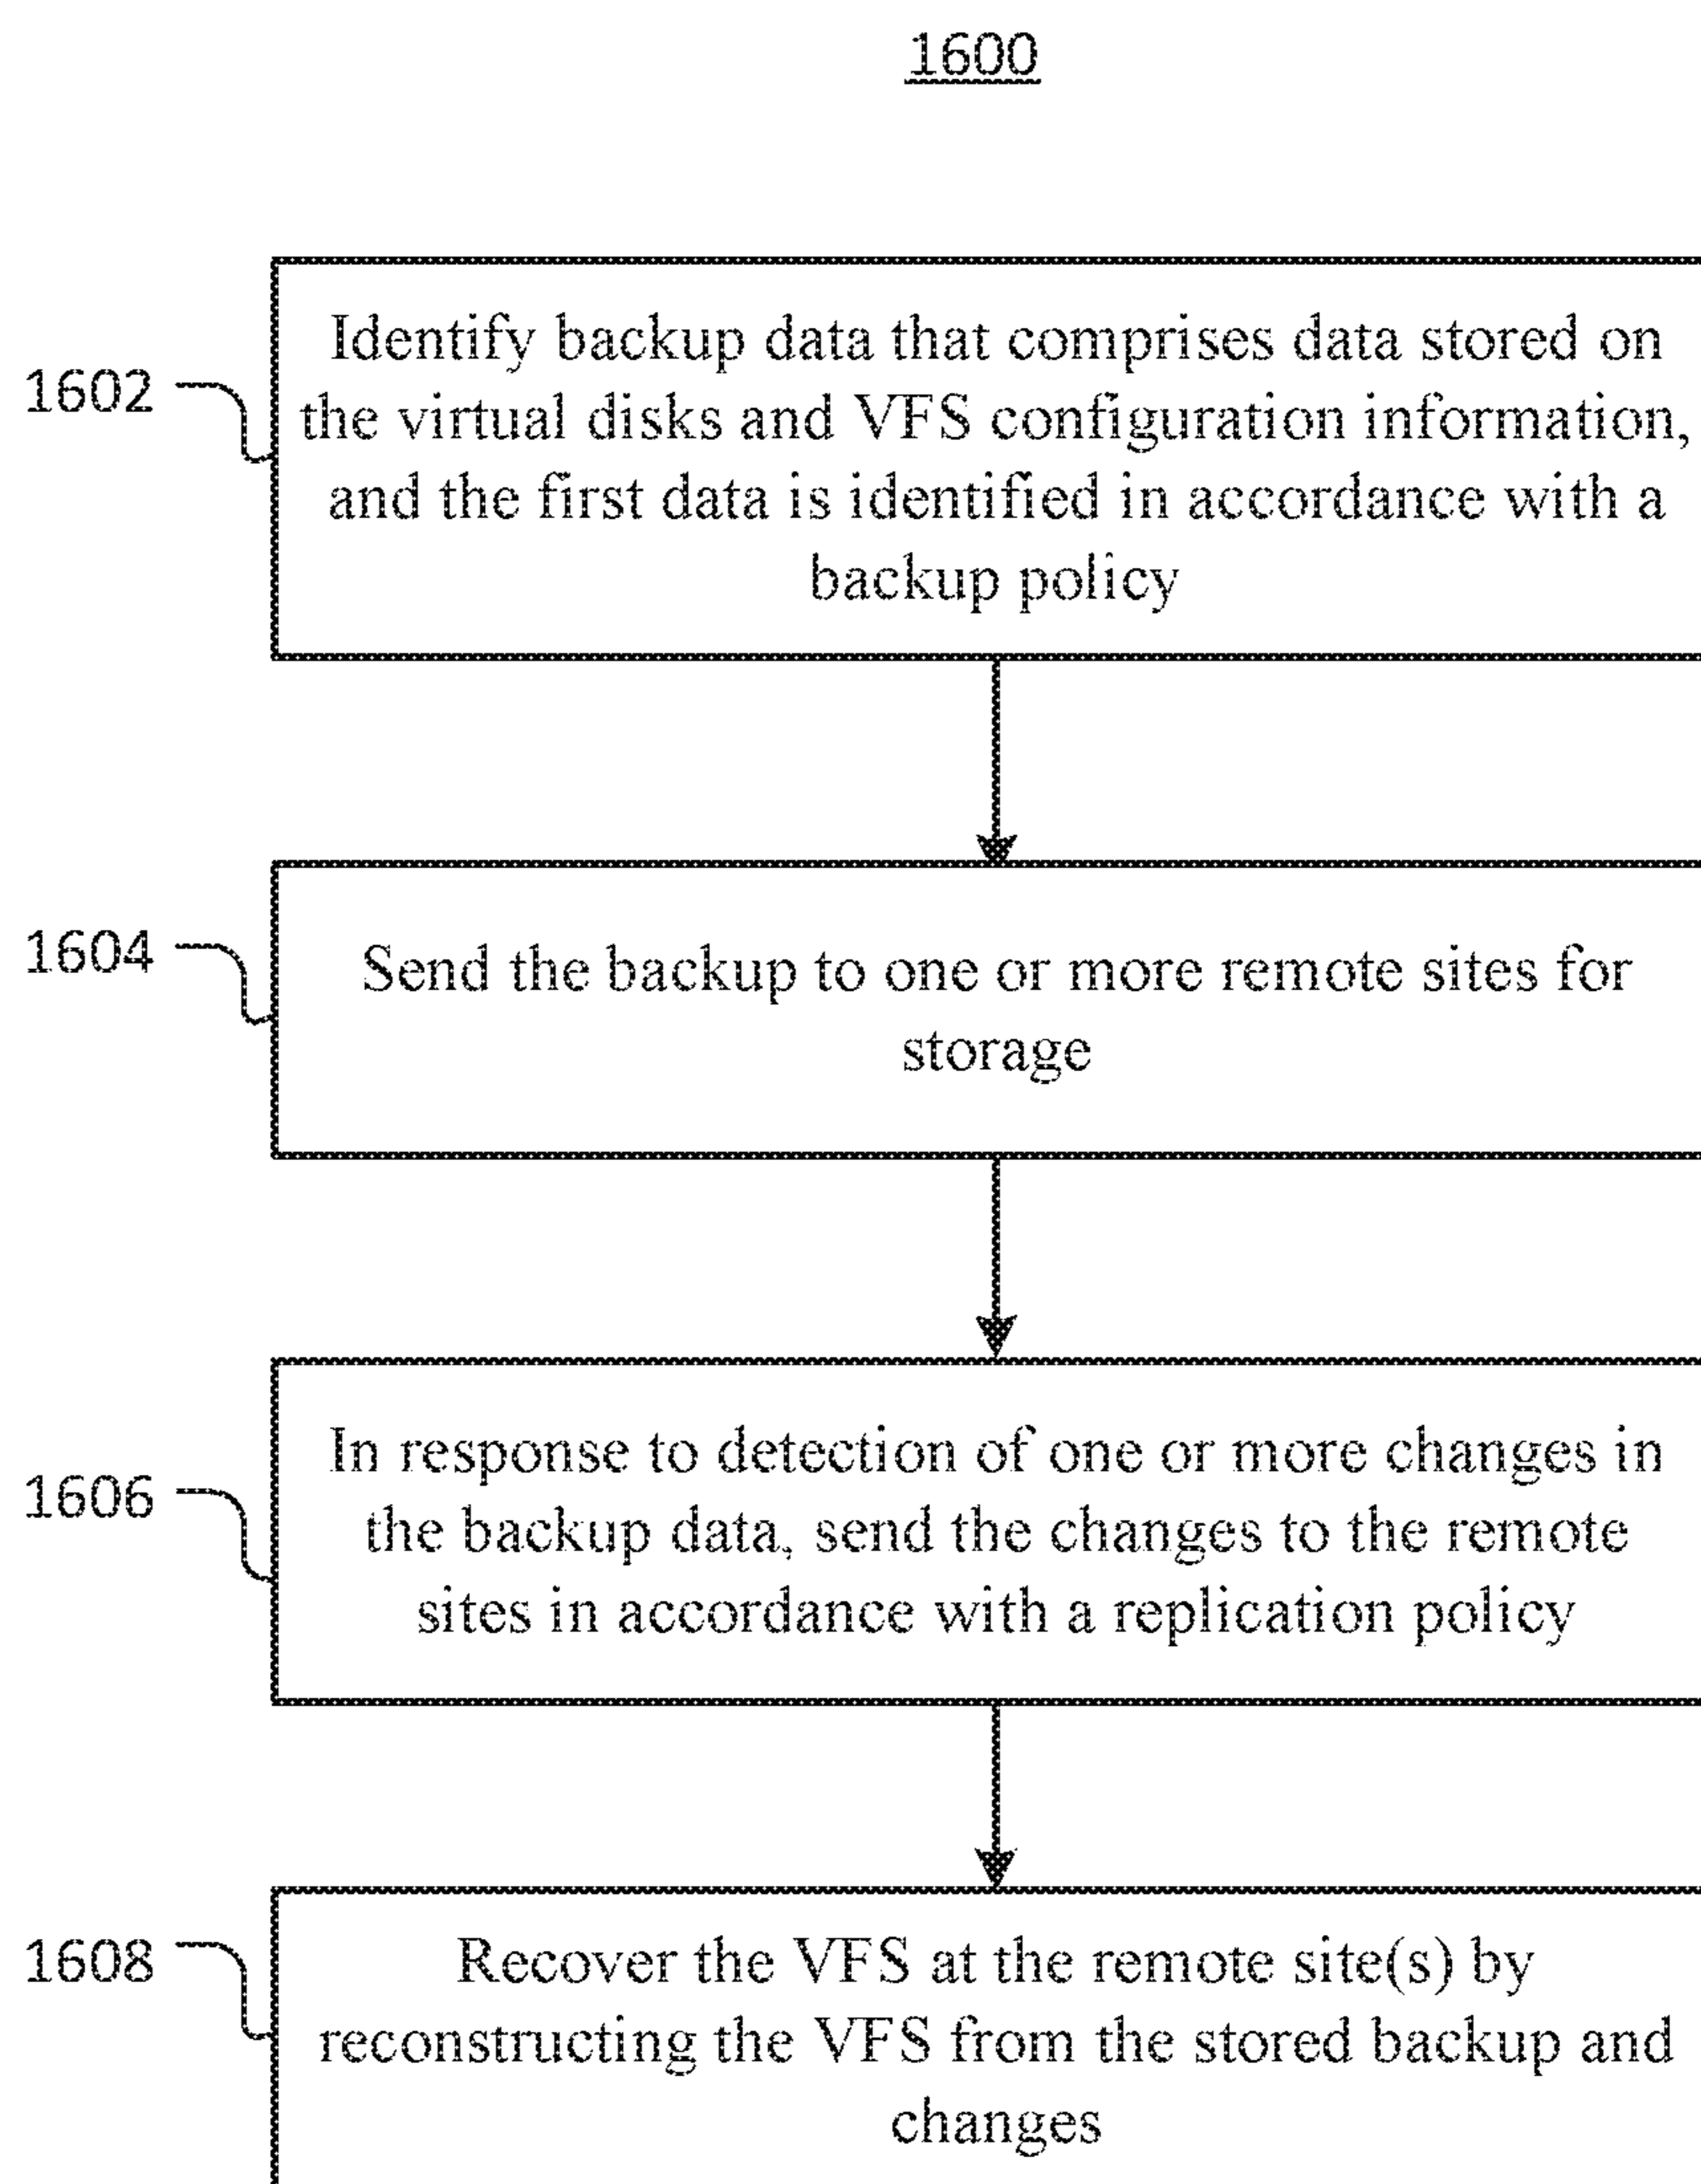 1600
1602
Identify backup data that comprises data stored on
the virtual disks and VFS configuration information,
and the first data is identified in accordance with a
backup policy
1604
Send the backup to one or more remote sites for
storage
1606
In response to detection of one or more changes in
the backup data, send the changes to the remote
sites in accordance with a replication policy
1608
Recover the VFS at the remote site(s) by
reconstructing the VFS from the stored backup and
changes